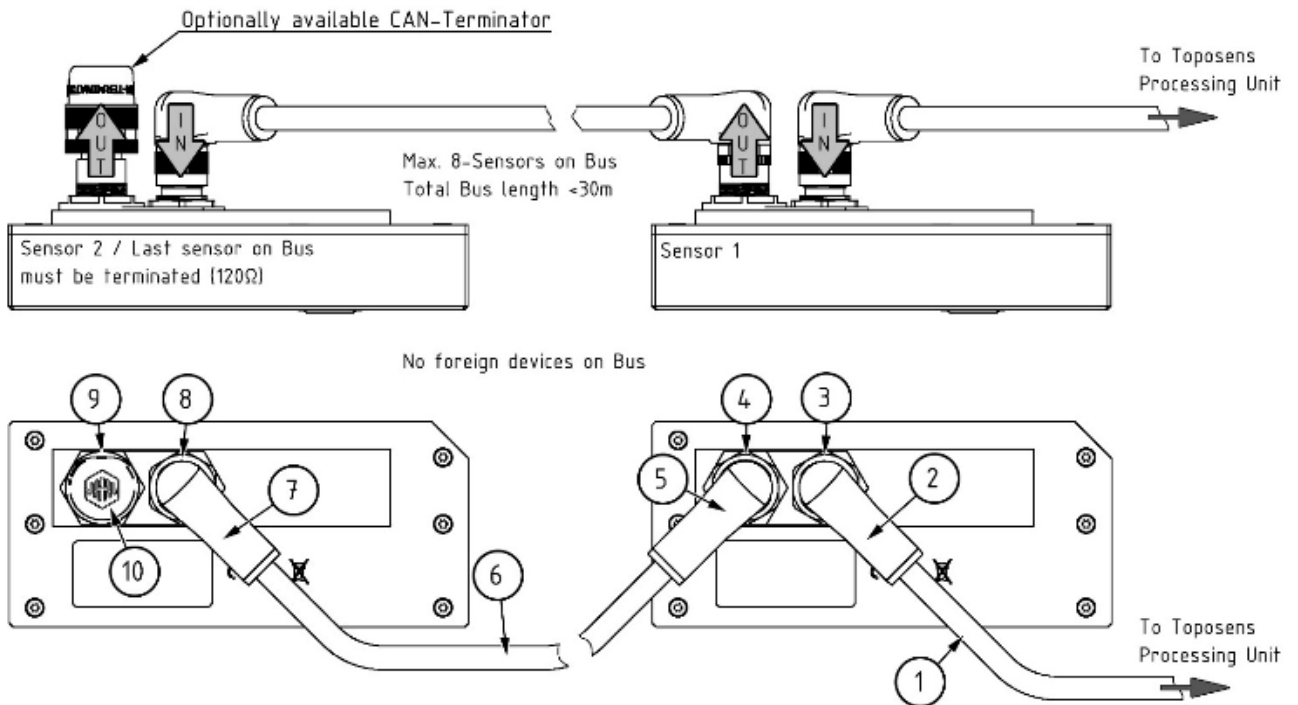 Optionally available CAN-Terminator
To Toposens
Processing Unit
OUT
IN
OUT
IN
Max. 8-Sensors on Bus
Total Bus length <30m
Sensor 2 / Last sensor on Bus
must be terminated (120Ω)
Sensor 1
No foreign devices on Bus
9
8
4
3
7
5
2
10
6
1
To Toposens
Processing Unit